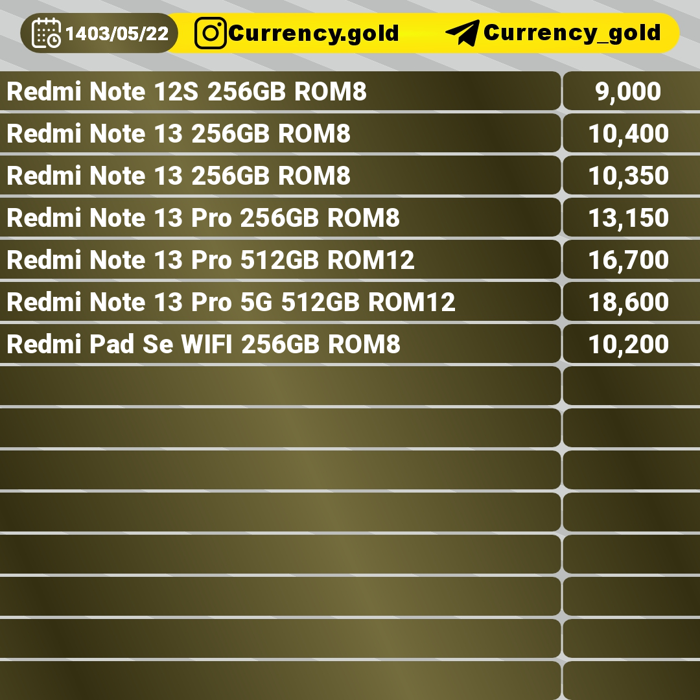 1403/05/22 Currency.gold Currency_gold
Redmi Note 12S 256GB ROM8 9,000
Redmi Note 13 256GB ROM8 10,400
Redmi Note 13 256GB ROM8 10,350
Redmi Note 13 Pro 256GB ROM8 13,150
Redmi Note 13 Pro 512GB ROM12 16,700
Redmi Note 13 Pro 5G 512GB ROM12 18,600
Redmi Pad Se WIFI 256GB ROM8 10,200